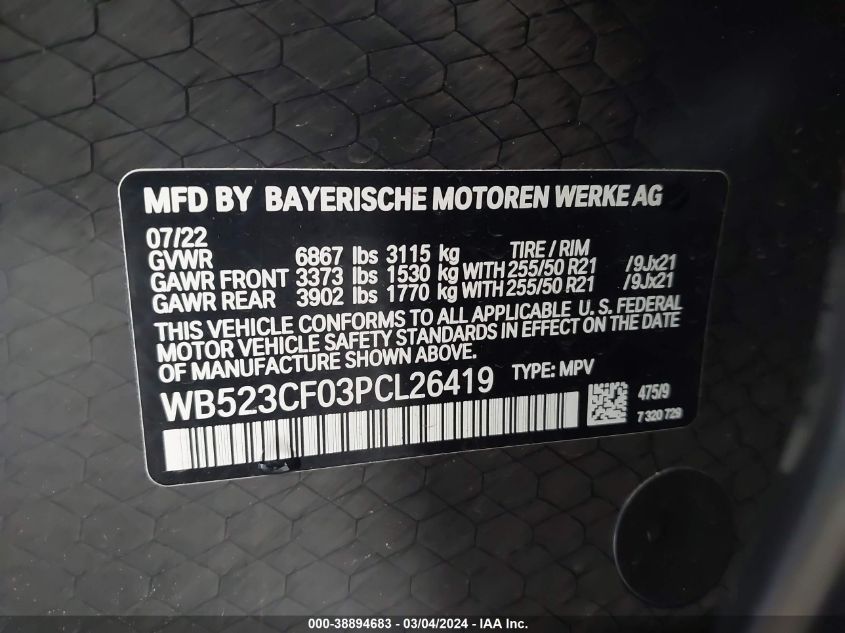 MFD BY BAYERISCHE MOTOREN WERKE AG
07/22
GVWR 6867 lbs 3115 kg TIRE / RIM
GAWR FRONT 3373 lbs 1530 kg WITH 255/50 R21 /9Jx21
GAWR REAR 3902 lbs 1770 kg WITH 255/50 R21 /9Jx21
THIS VEHICLE CONFORMS TO ALL APPLICABLE U. S. FEDERAL
MOTOR VEHICLE SAFETY STANDARDS IN EFFECT ON THE DATE
OF MANUFACTURE SHOWN ABOVE.
WB523CF03PCL26419 TYPE: MPV
475/9
7 320 729
000-38894683 - 03/04/2024 - IAA Inc.